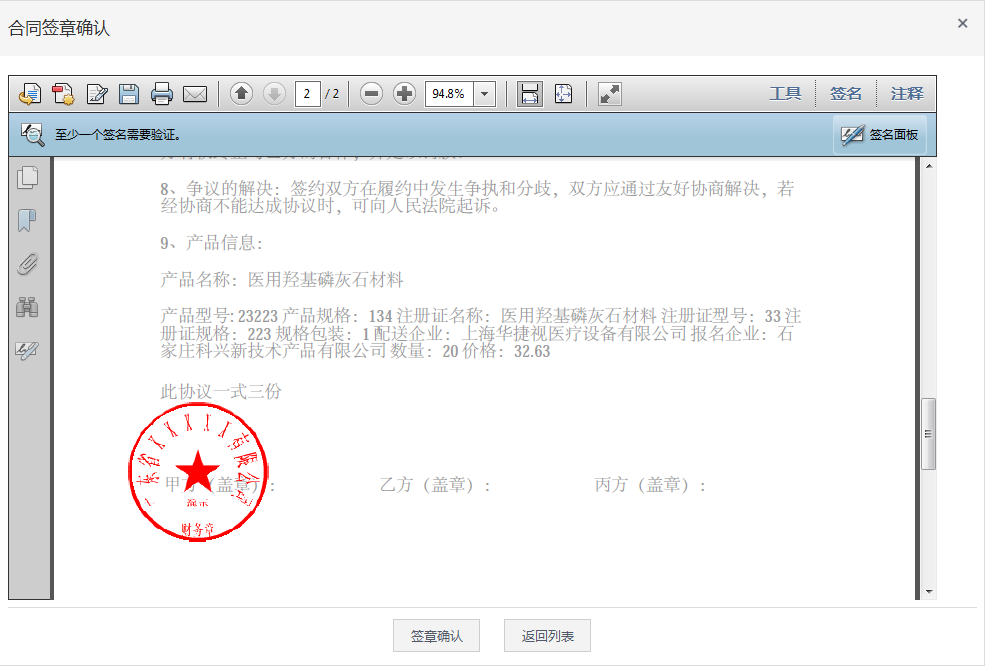 合同签章确认
×
2 / 2
94.8%
工具
签名
注释
至少一个签名需要验证。
签名面板
8、争议的解决：签约双方在履约中发生争执和分歧，双方应通过友好协商解决，若
经协商不能达成协议时，可向人民法院起诉。
9、产品信息：
产品名称：医用羟基磷灰石材料
产品型号: 23223 产品规格：134 注册证名称：医用羟基磷灰石材料 注册证型号：33 注
册证规格：223 规格包装：1 配送企业：上海华捷视医疗设备有限公司 报名企业：石
家庄科兴新技术产品有限公司 数量：20 价格：32.63
此协议一式三份
广东省XXXXX有限公司
甲方（盖章）：
乙方（盖章）：
丙方（盖章）：
演示
财务章
签章确认
返回列表